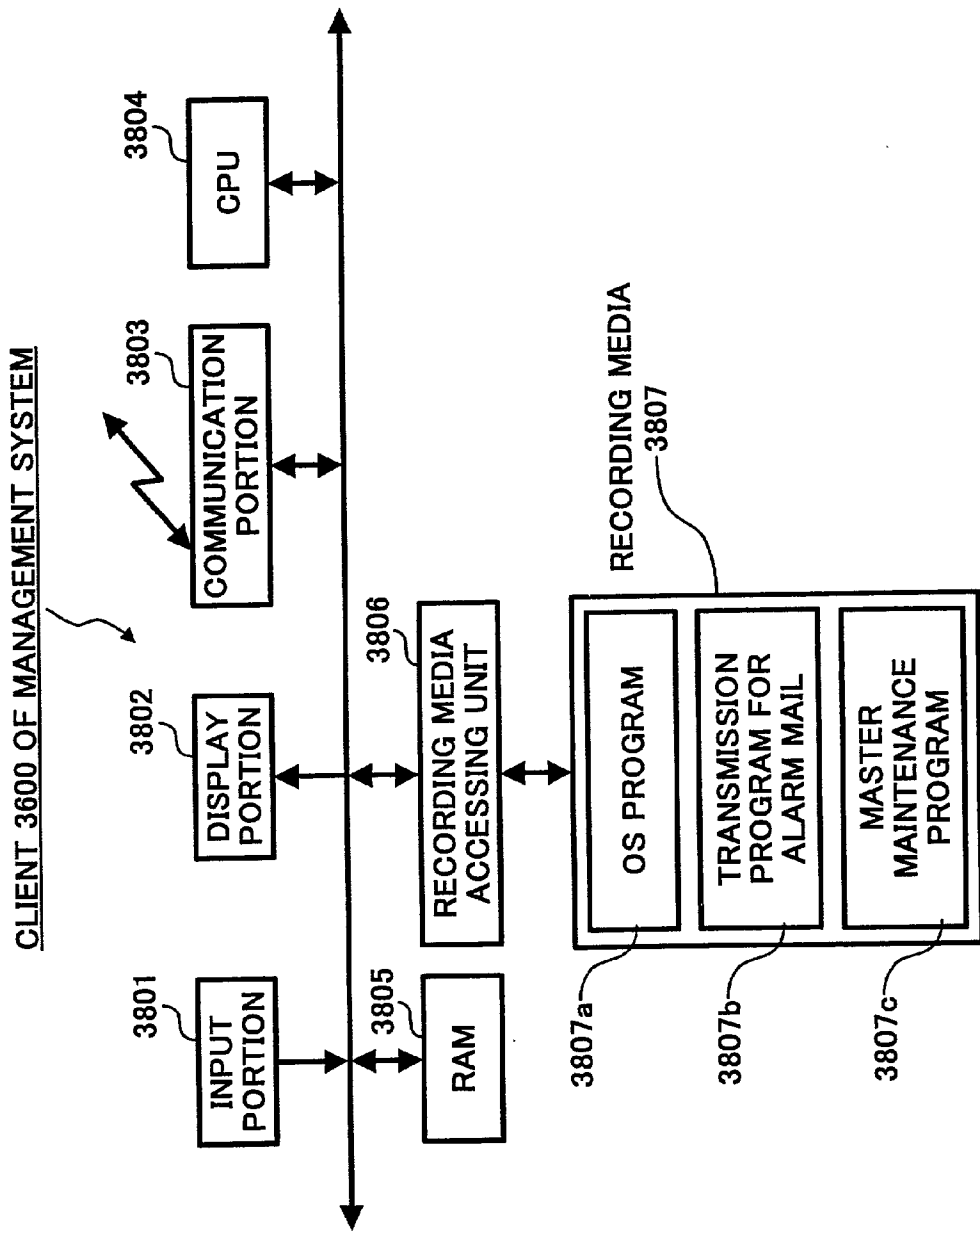 CLIENT 3600 OF MANAGEMENT SYSTEM
3801
INPUT
PORTION
3802
DISPLAY
PORTION
3803
COMMUNICATION
PORTION
3804
CPU
3805
RAM
3806
RECORDING MEDIA
ACCESSING UNIT
RECORDING MEDIA
3807
3807a
OS PROGRAM
3807b
TRANSMISSION
PROGRAM FOR
ALARM MAIL
3807c
MASTER
MAINTENANCE
PROGRAM